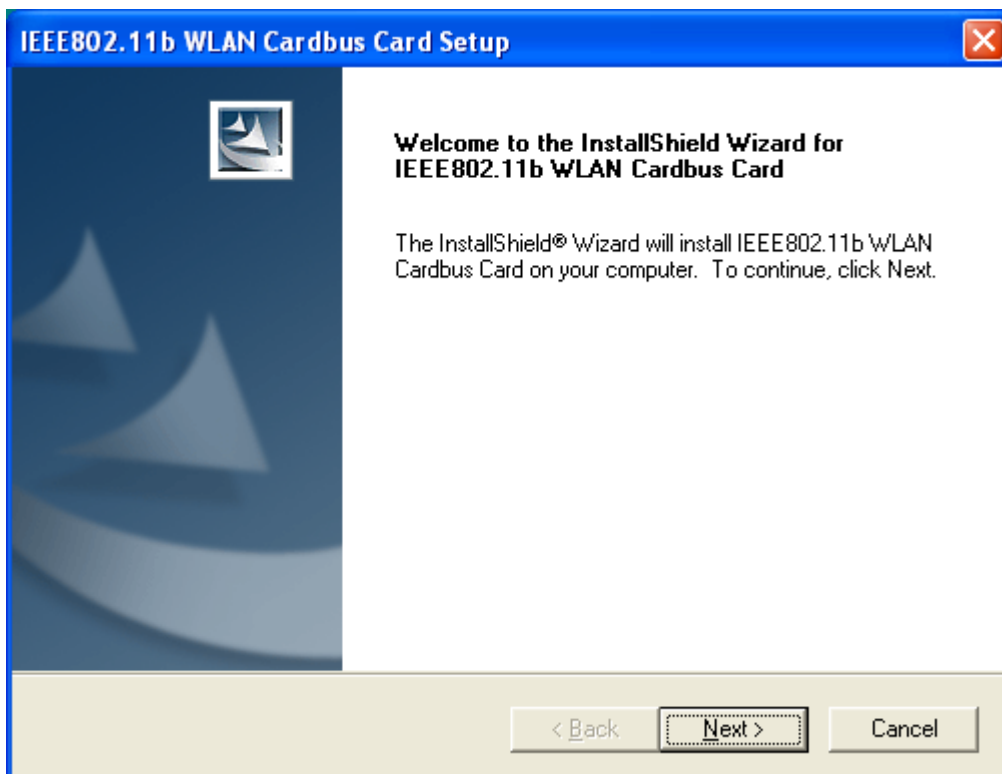 IEEE802.11b WLAN Cardbus Card Setup
Welcome to the InstallShield Wizard for
IEEE802.11b WLAN Cardbus Card
The InstallShield® Wizard will install IEEE802.11b WLAN
Cardbus Card on your computer.  To continue, click Next.
< Back
Next >
Cancel